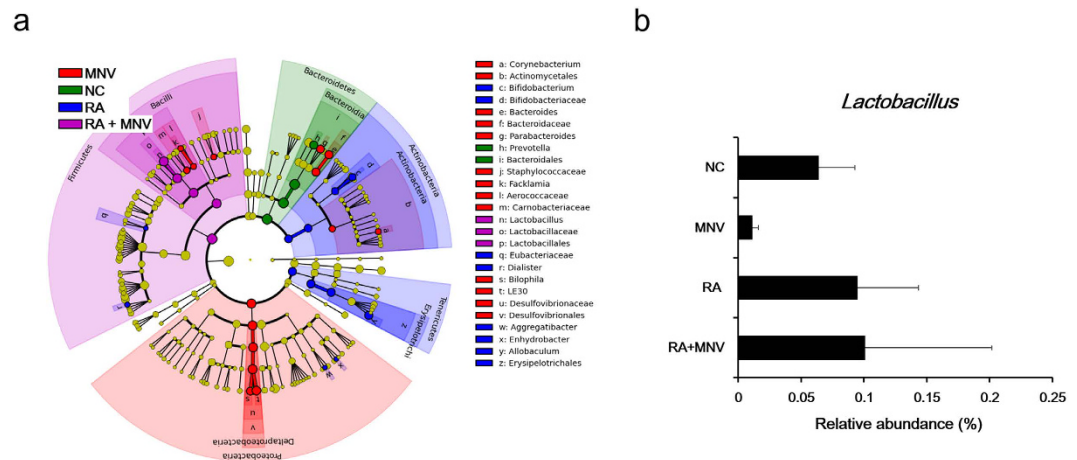 a
MNV
NC
RA
RA + MNV
Firmicutes
Bacilli
Bacteroidetes
Bacteroidia
Actinobacteria
Actinobacteria
Tenericutes
Erysipelotrichi
Deltaproteobacteria
Proteobacteria
o
m
l
k
j
i
r
d
b
a
q
z
s
t
u
v
w
x
a: Corynebacterium
b: Actinomycetales
c: Bifidobacterium
d: Bifidobacteriaceae
e: Bacteroides
f: Bacteroidaceae
g: Parabacteroides
h: Prevotella
i: Bacteroidales
j: Staphylococcaceae
k: Facklamia
l: Aerococcaceae
m: Carnobacteriaceae
n: Lactobacillus
o: Lactobacillaceae
p: Lactobacillales
q: Eubacteriaceae
r: Dialister
s: Bilophila
t: LE30
u: Desulfovibrionaceae
v: Desulfovibrionales
w: Aggregatibacter
x: Enhydrobacter
y: Allobaculum
z: Erysipelotrichales
b
Lactobacillus
NC
MNV
RA
RA+MNV
0 0.05 0.1 0.15 0.2 0.25
Relative abundance (%)